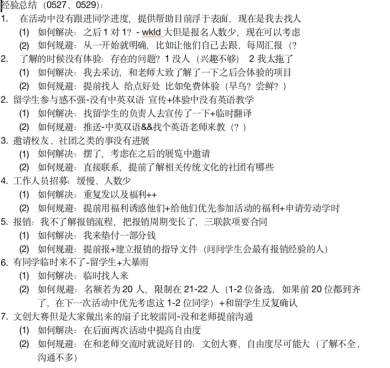 经验总结（0527、0529）：
1. 在活动中没有跟进同学进度，提供帮助目前浮于表面，现在是我去找人
(1) 如何解决：之后 1 对 1？- wkld 大但是报名人数少，现在可以考虑
(2) 如何规避：从一开始就明确，比如让他们自己去跟，每周汇报（？
2. 了解的时候没有体验：存在的问题？1 没人（兴趣不够） 2 我太拖了
(1) 如何解决：我去采访，和老师大致了解了一下之后会体验的项目
(2) 如何规避：提前找人 给点好处 比如免费体验（早鸟？尝鲜？）
2. 留学生参与感不强-没有中英双语 宣传+体验中没有英语教学
(1) 如何解决：找留学生的负责人去宣传了一下+临时翻译
(2) 如何规避：推送-中英双语&&找个英语老师来教（？）
3. 邀请校友、社团之类的事没有进展
(1) 如何解决：摆了，考虑在之后的展览中邀请
(2) 如何规避：直接联系，提前了解相关传统文化的社团有哪些
4. 工作人员招募：缓慢、人数少
(1) 如何解决：重复发以及福利++
(2) 如何规避：提前用福利诱惑他们+给他们优先参加活动的福利+申请劳动学时
5. 报销：我不了解报销流程，把报销周期变长了，三联款项要合同
(1) 如何解决：我来垫付一部分钱
(2) 如何规避：提前报+建立报销的指导文件（问问学生会最有报销经验的人）
6. 有同学临时来不了-留学生+大暴雨
(1) 如何解决：临时找人来
(2) 如何规避：名额若为 20 人，限制在 21-22 人（1-2 位备选，如果前 20 位都到齐
了，在下一次活动中优先考虑这 1-2 位同学）+和留学生反复确认
7. 文创大赛但是大家做出来的扇子比较雷同-没和老师提前沟通
(1) 如何解决：在后面两次活动中提高自由度
(2) 如何规避：在和老师交流时就说好目的：文创大赛、自由度尽可能大（了解不全、
沟通不多）